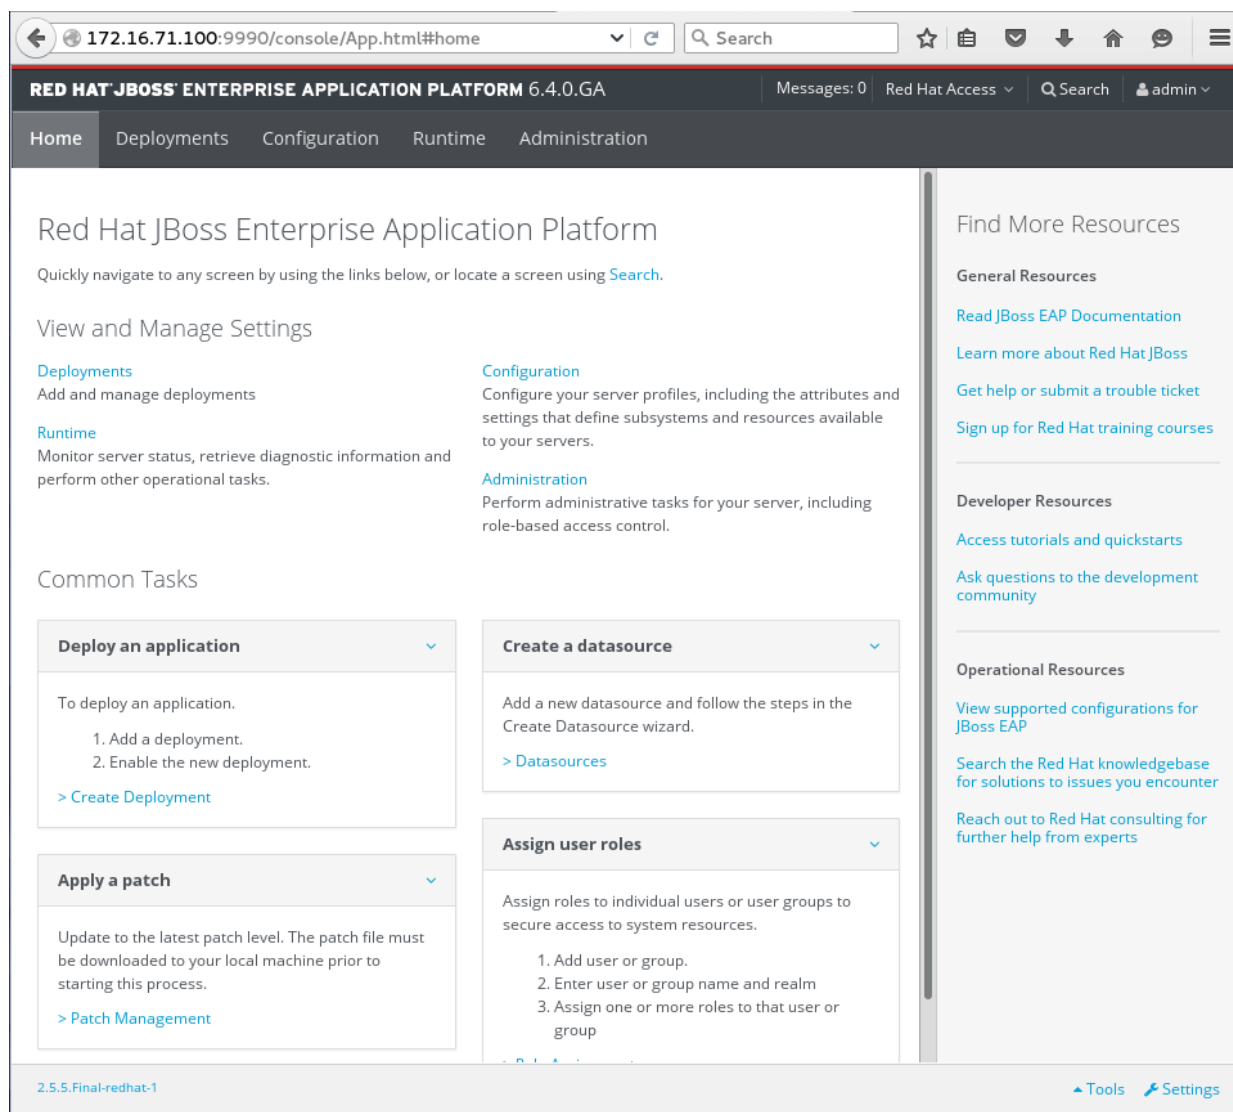 172.16.71.100:9990/console/App.html#home
Search
RED HAT® JBOSS® ENTERPRISE APPLICATION PLATFORM 6.4.0.GA
Messages: 0
Red Hat Access
Search
admin
Home
Deployments
Configuration
Runtime
Administration
Red Hat JBoss Enterprise Application Platform
Quickly navigate to any screen by using the links below, or locate a screen using Search.
View and Manage Settings
Deployments
Add and manage deployments
Runtime
Monitor server status, retrieve diagnostic information and
perform other operational tasks.
Configuration
Configure your server profiles, including the attributes and
settings that define subsystems and resources available
to your servers.
Administration
Perform administrative tasks for your server, including
role-based access control.
Common Tasks
Deploy an application
To deploy an application.
1. Add a deployment.
2. Enable the new deployment.
> Create Deployment
Apply a patch
Update to the latest patch level. The patch file must
be downloaded to your local machine prior to
starting this process.
> Patch Management
Create a datasource
Add a new datasource and follow the steps in the
Create Datasource wizard.
> Datasources
Assign user roles
Assign roles to individual users or user groups to
secure access to system resources.
1. Add user or group.
2. Enter user or group name and realm
3. Assign one or more roles to that user or
group
Find More Resources
General Resources
Read JBoss EAP Documentation
Learn more about Red Hat JBoss
Get help or submit a trouble ticket
Sign up for Red Hat training courses
Developer Resources
Access tutorials and quickstarts
Ask questions to the development
community
Operational Resources
View supported configurations for
JBoss EAP
Search the Red Hat knowledgebase
for solutions to issues you encounter
Reach out to Red Hat consulting for
further help from experts
2.5.5.Final-redhat-1
Tools
Settings